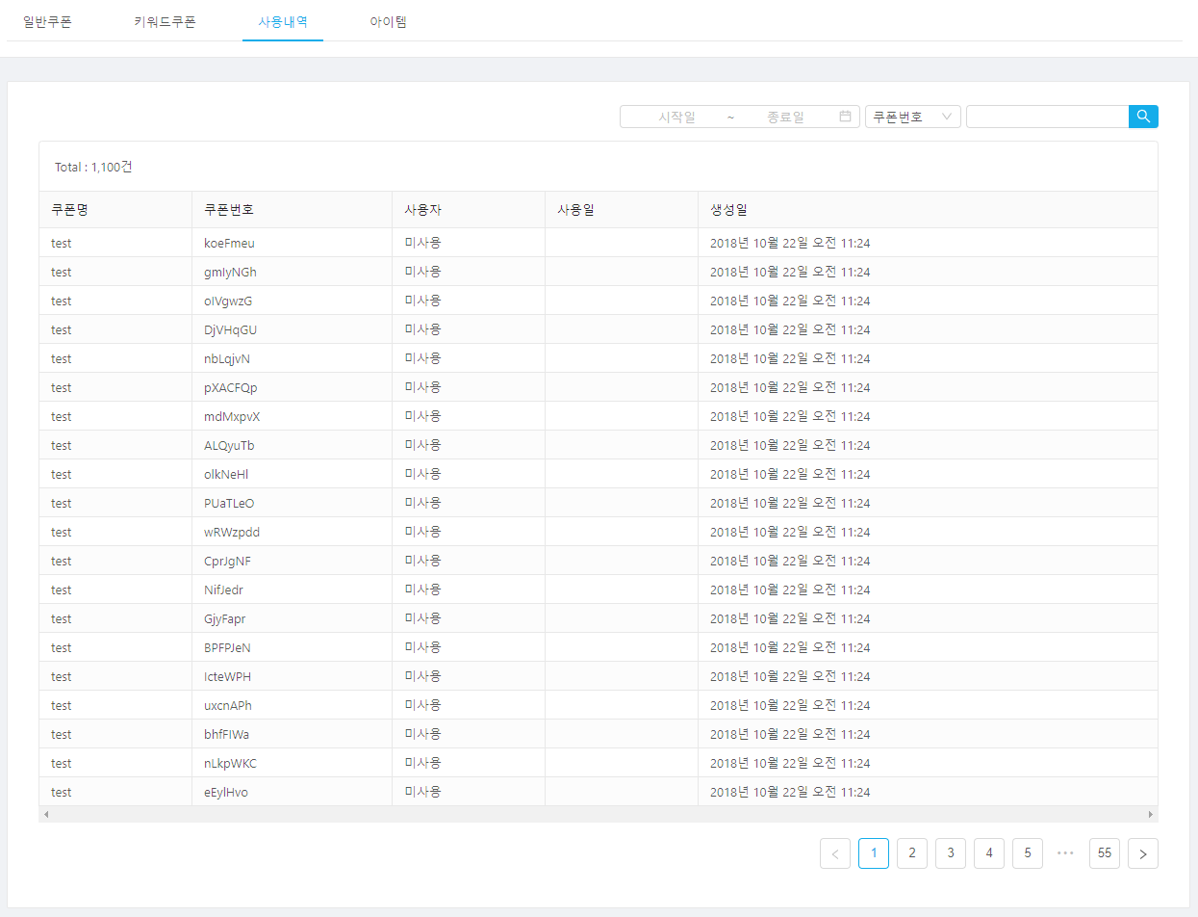 일반쿠폰 키워드쿠폰 사용내역 아이템
시작일 ~ 종료일 쿠폰번호
Total : 1,100건
쿠폰명 쿠폰번호 사용자 사용일 생성일
test koeFmeu 미사용 2018년 10월 22일 오전 11:24
test gmIyNGh 미사용 2018년 10월 22일 오전 11:24
test oIVgwzG 미사용 2018년 10월 22일 오전 11:24
test DjVHqGU 미사용 2018년 10월 22일 오전 11:24
test nbLqjvN 미사용 2018년 10월 22일 오전 11:24
test pXACFQp 미사용 2018년 10월 22일 오전 11:24
test mdMxpvX 미사용 2018년 10월 22일 오전 11:24
test ALQyuTb 미사용 2018년 10월 22일 오전 11:24
test olkNeHl 미사용 2018년 10월 22일 오전 11:24
test PUaTLeO 미사용 2018년 10월 22일 오전 11:24
test wRWzpdd 미사용 2018년 10월 22일 오전 11:24
test CprJgNF 미사용 2018년 10월 22일 오전 11:24
test NifJedr 미사용 2018년 10월 22일 오전 11:24
test GjyFapr 미사용 2018년 10월 22일 오전 11:24
test BPFPJeN 미사용 2018년 10월 22일 오전 11:24
test IcteWPH 미사용 2018년 10월 22일 오전 11:24
test uxcnAPh 미사용 2018년 10월 22일 오전 11:24
test bhfFIWa 미사용 2018년 10월 22일 오전 11:24
test nLkpWKC 미사용 2018년 10월 22일 오전 11:24
test eEylHvo 미사용 2018년 10월 22일 오전 11:24
< 1 2 3 4 5 ••• 55 >